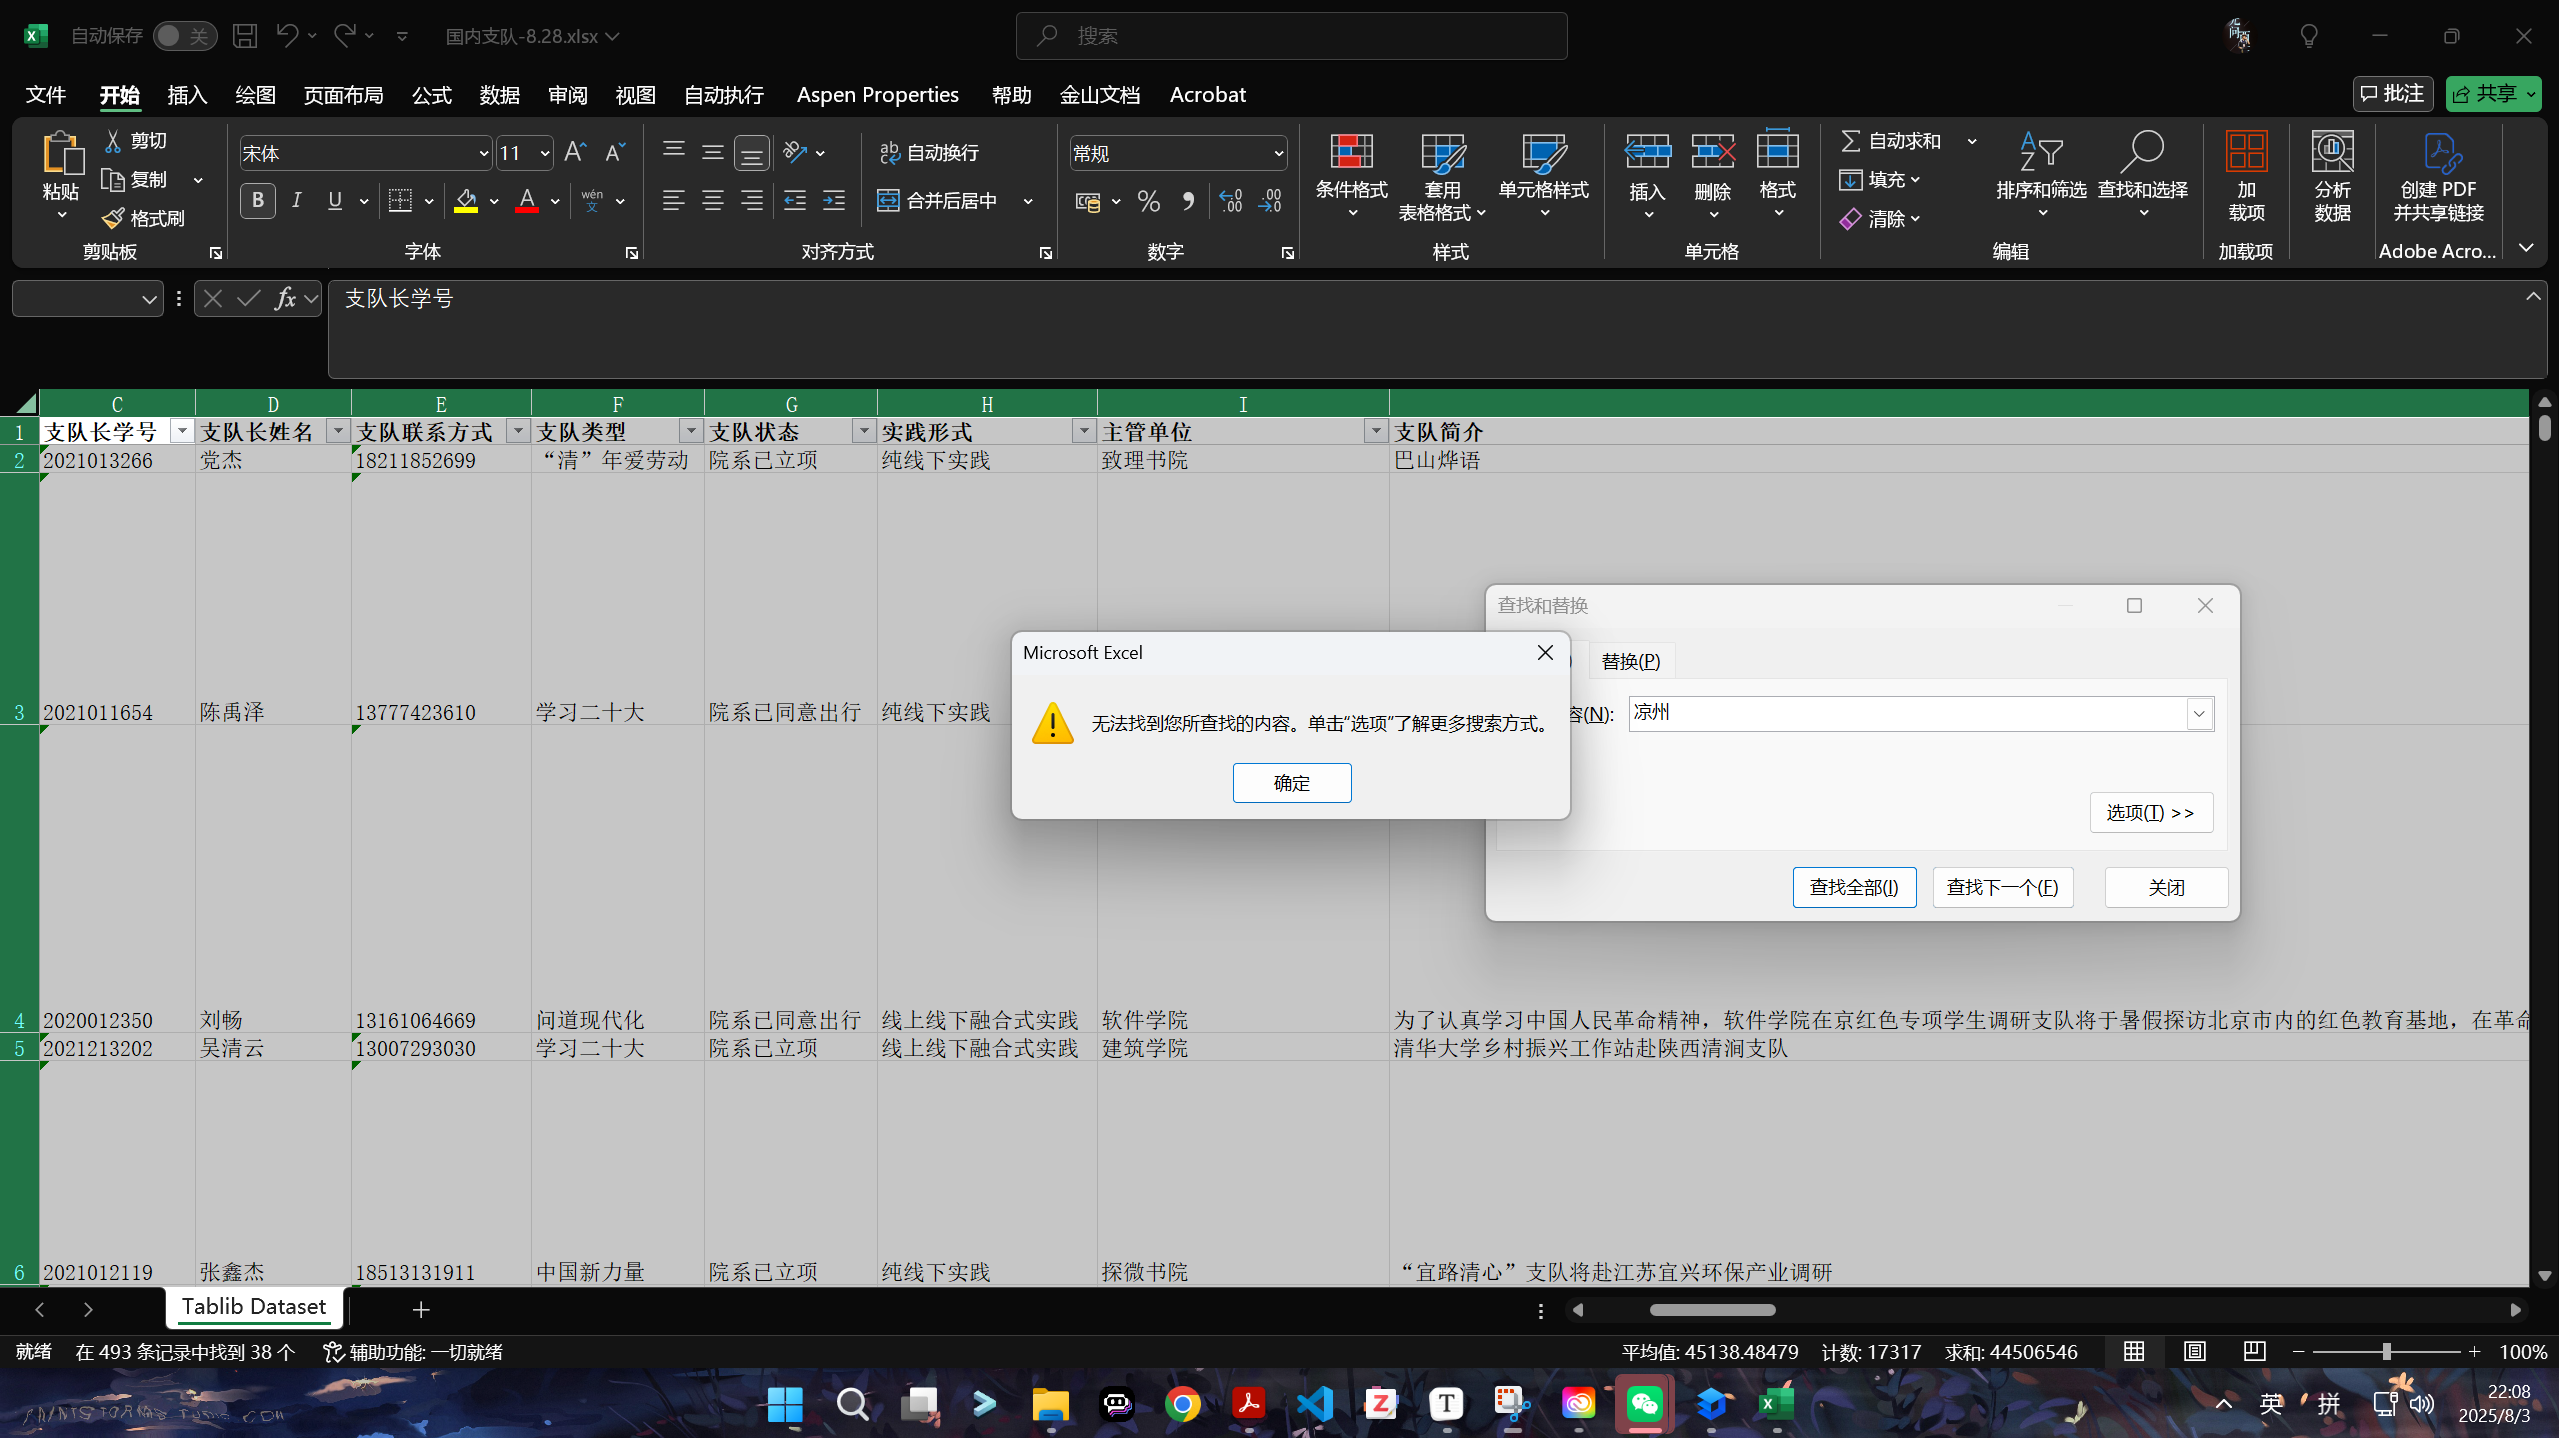 自动保存 关 国内支队-8.28.xlsx 搜索
文件 开始 插入 绘图 页面布局 公式 数据 审阅 视图 自动执行 Aspen Properties 帮助 金山文档 Acrobat 批注 共享
粘贴 剪切 复制 格式刷 剪贴板
宋体 11 B I U wén 文 字体
自动换行 合并后居中 对齐方式
常规 % 数字
条件格式 套用表格格式 单元格样式 样式
插入 删除 格式 单元格
自动求和 填充 清除 排序和筛选 查找和选择 编辑
加载项 加载项
分析数据
创建 PDF 并共享链接 Adobe Acro...
fx 支队长学号
C D E F G H I
1 支队长学号 支队长姓名 支队联系方式 支队类型 支队状态 实践形式 主管单位 支队简介
2 2021013266 党杰 18211852699 “清”年爱劳动 院系已立项 纯线下实践 致理书院 巴山烨语
3 2021011654 陈禹泽 13777423610 学习二十大 院系已同意出行 纯线下实践
4 2020012350 刘畅 13161064669 问道现代化 院系已同意出行 线上线下融合式实践 软件学院 为了认真学习中国人民革命精神，软件学院在京红色专项学生调研支队将于暑假探访北京市内的红色教育基地，在革命
5 2021213202 吴清云 13007293030 学习二十大 院系已立项 线上线下融合式实践 建筑学院 清华大学乡村振兴工作站赴陕西清涧支队
6 2021012119 张鑫杰 18513131911 中国新力量 院系已立项 纯线下实践 探微书院 “宜路清心”支队将赴江苏宜兴环保产业调研
查找和替换
替换(P)
容(N): 凉州
选项(T) >>
查找全部(I) 查找下一个(F) 关闭
Microsoft Excel
无法找到您所查找的内容。单击“选项”了解更多搜索方式。
确定
Tablib Dataset
就绪 在 493 条记录中找到 38 个 辅助功能: 一切就绪 平均值: 45138.48479 计数: 17317 求和: 44506546 100%
英 拼 22:08
2025/8/3